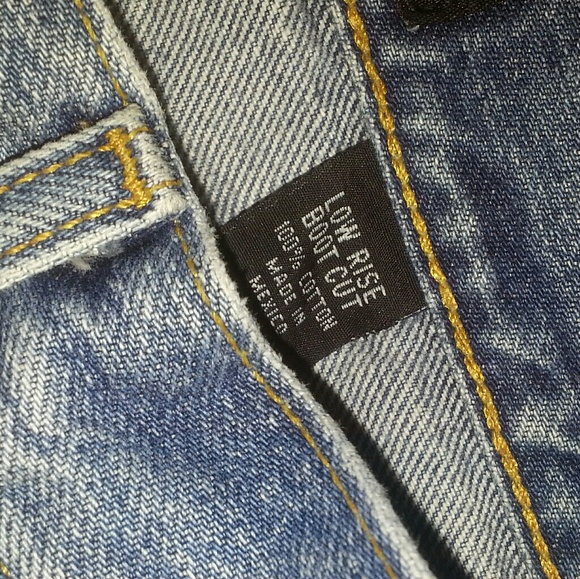 LOW RISE
BOOT CUT
100% COTTON
MADE IN
MEXICO